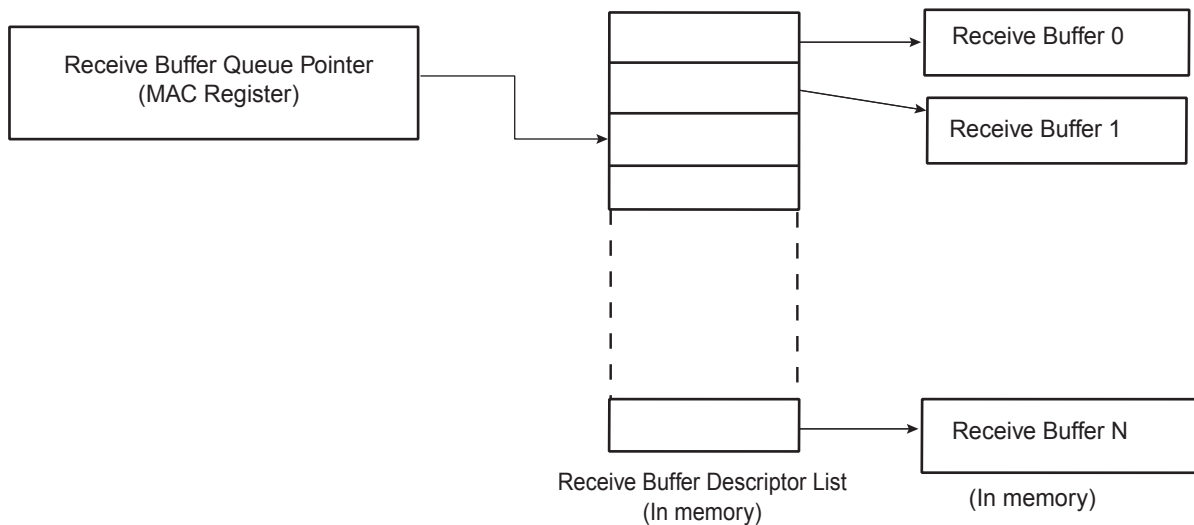 Receive Buffer Queue Pointer
(MAC Register)
Receive Buffer 0
Receive Buffer 1
Receive Buffer N
Receive Buffer Descriptor List
(In memory)
(In memory)